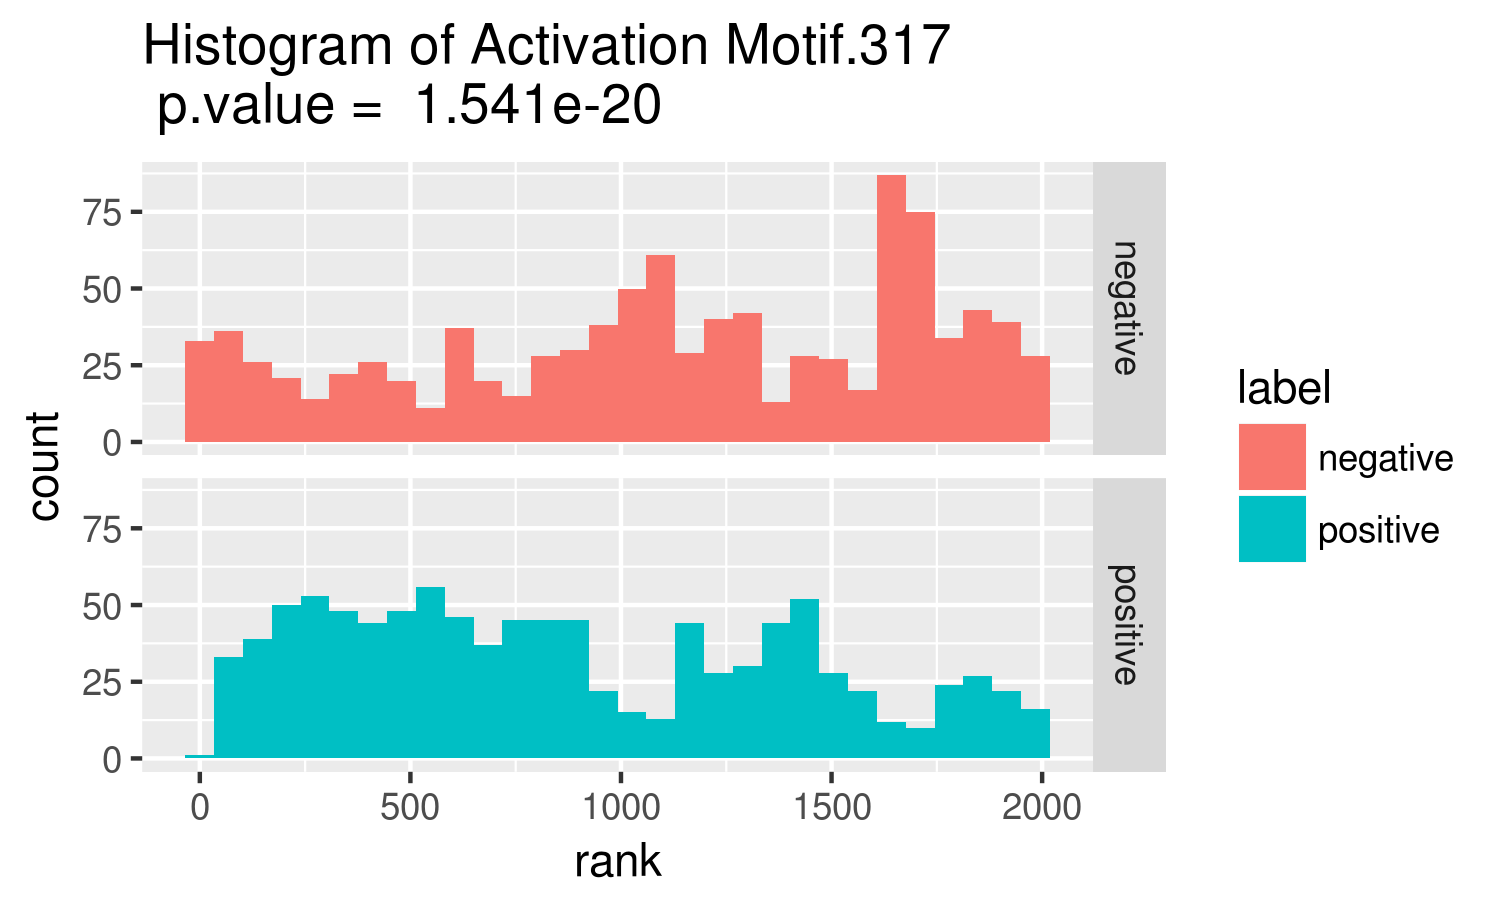 Histogram of Activation Motif.317
p.value = 1.541e-20
75
50
25
0
negative
count
75
50
25
0
positive
0 500 1000 1500 2000
rank
label
negative
positive